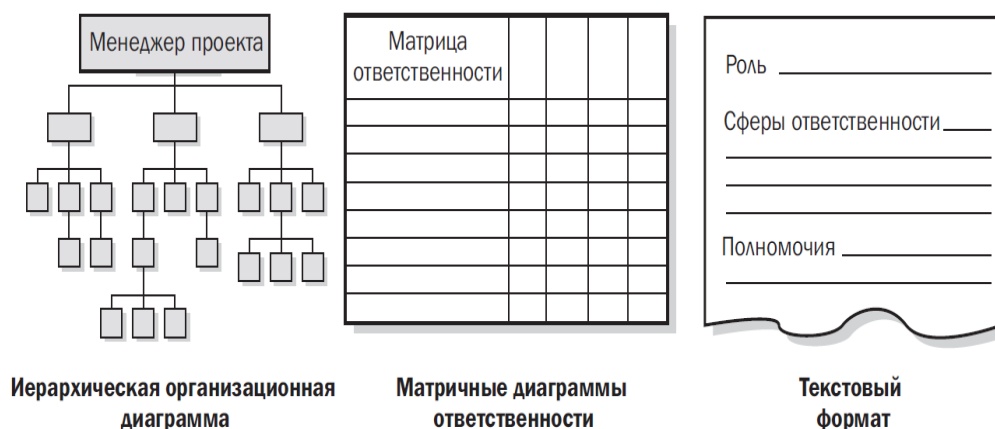 Менеджер проекта
Матрица
ответственности
Роль
Сферы ответственности
Полномочия
Иерархическая организационная
диаграмма
Матричные диаграммы
ответственности
Текстовый
формат